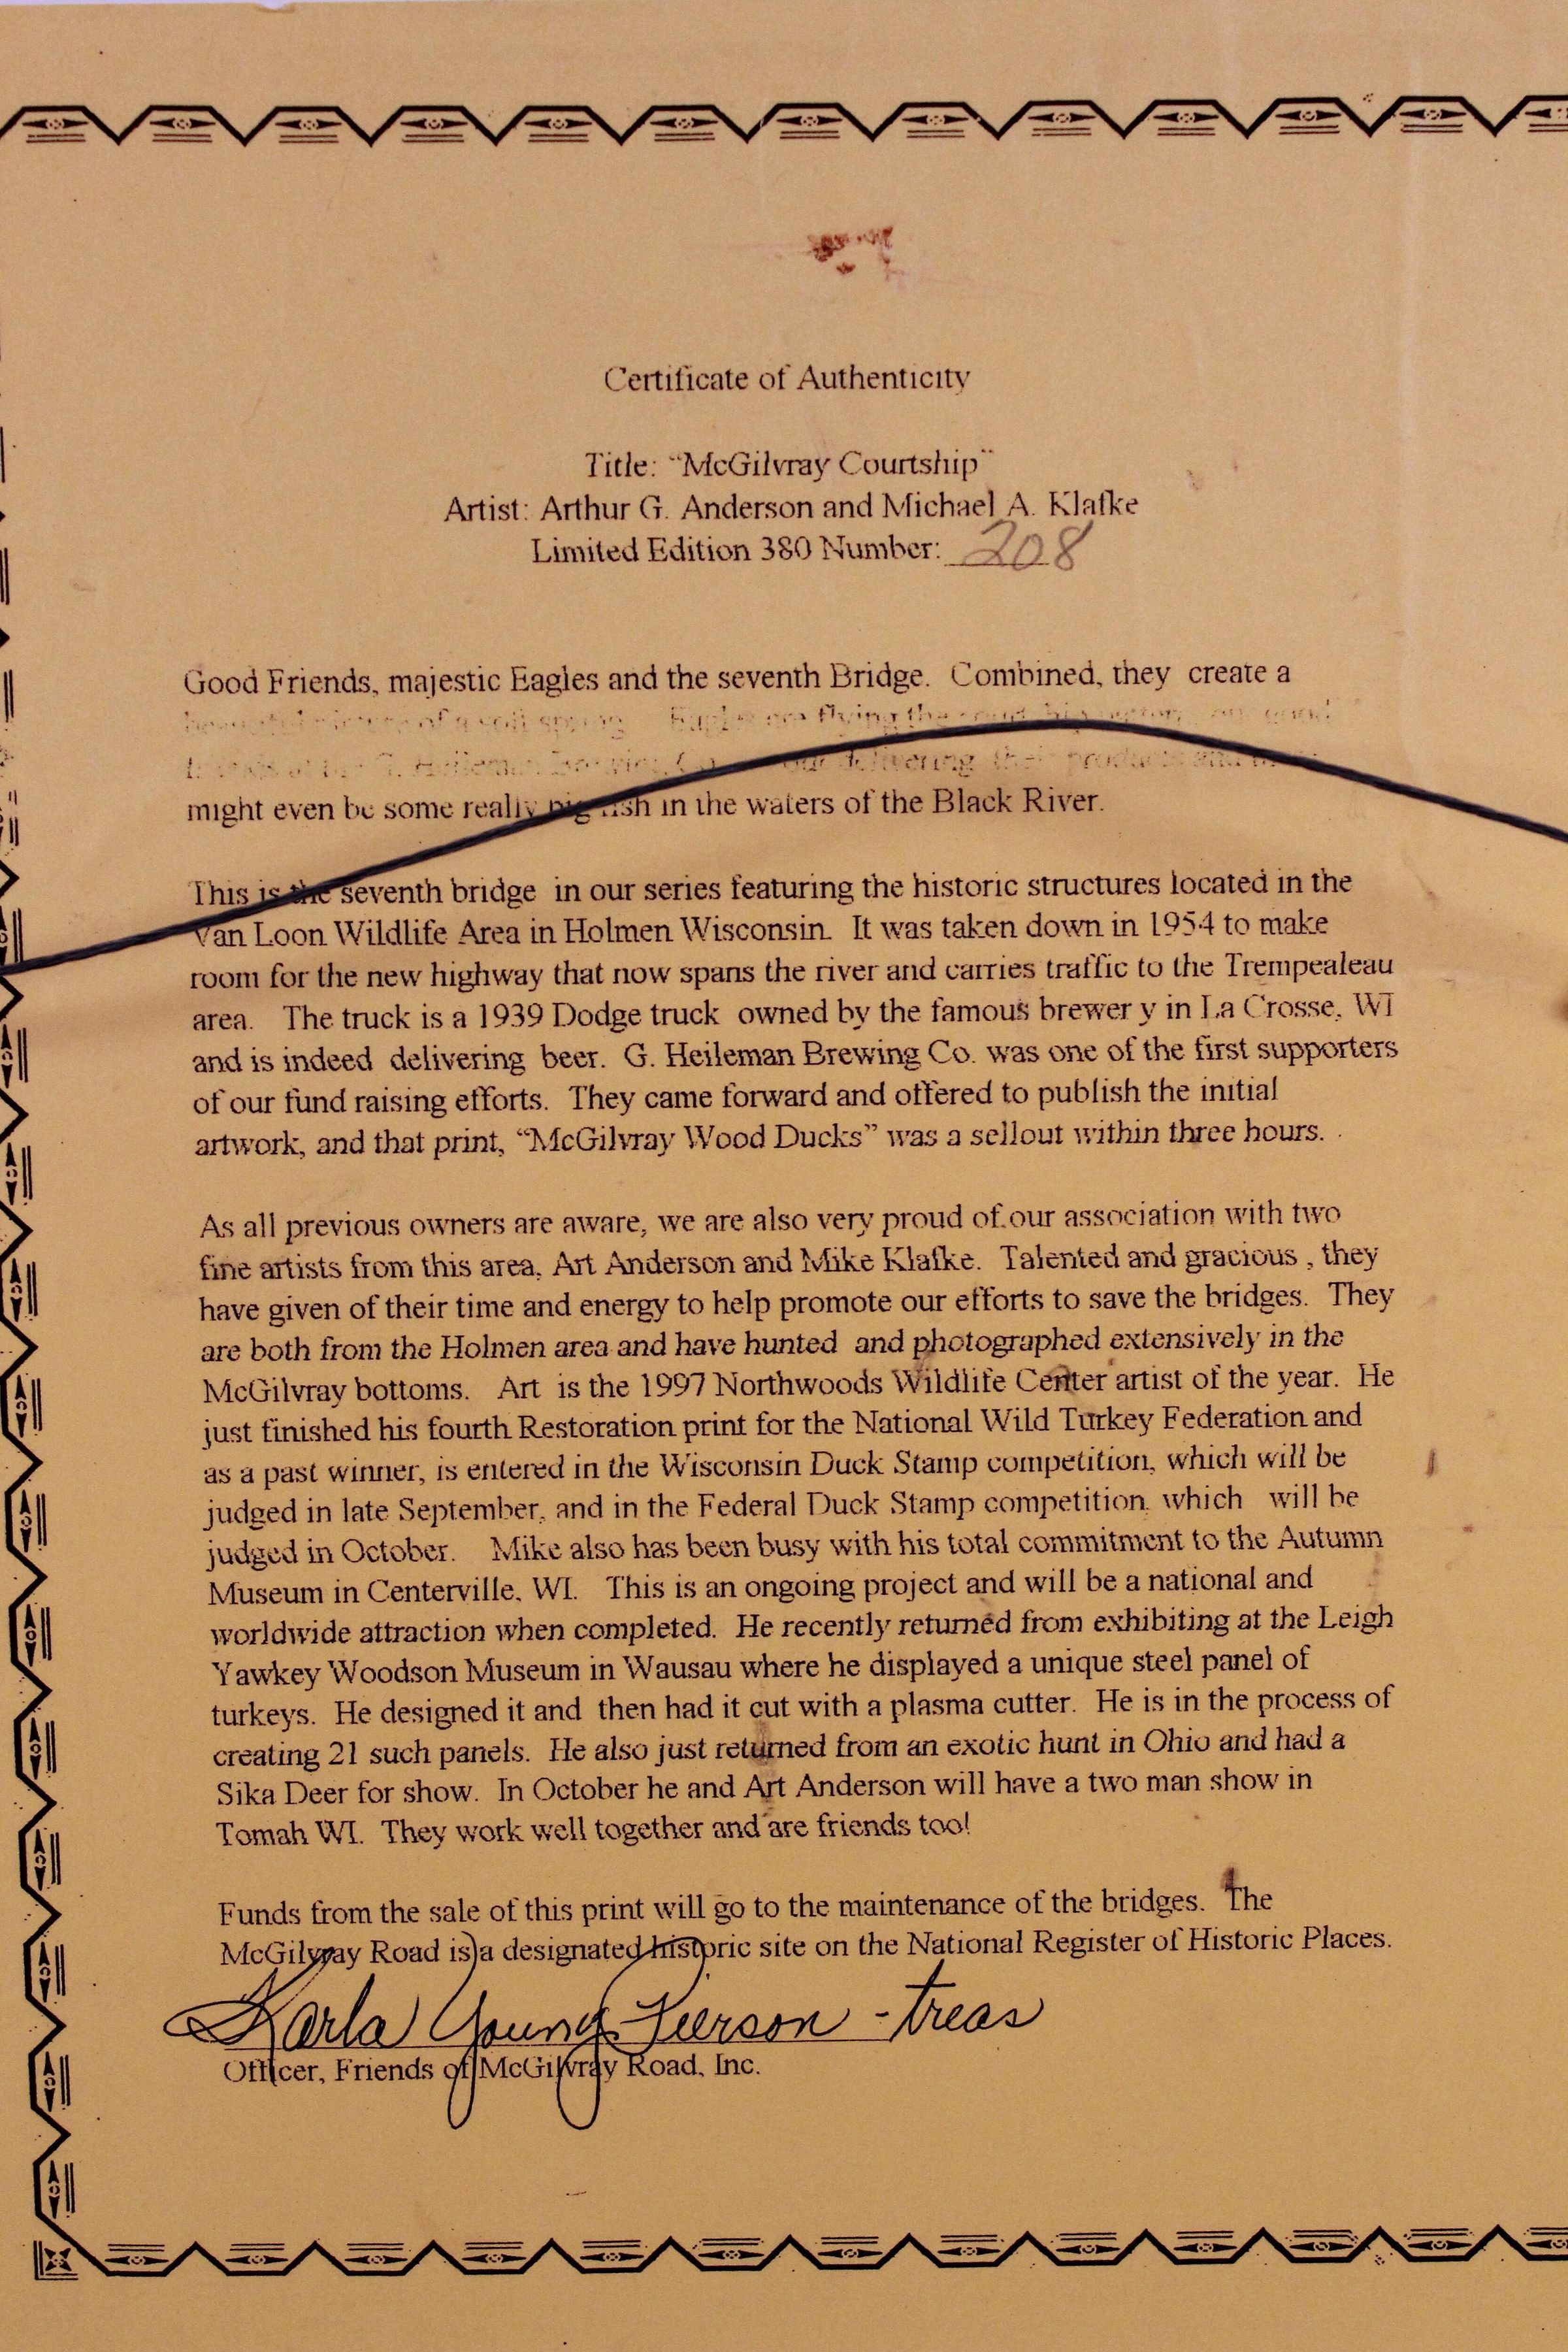 Certificate of Authenticity
Title: “McGilvray Courtship”
Artist: Arthur G. Anderson and Michael A. Klafke
Limited Edition 380 Number: 208
Good Friends, majestic Eagles and the seventh Bridge. Combined, they create a
of a soft spring Eagles are flying the
G. Heileman Brewing Co. delivering their products
might even be some really big fish in the waters of the Black River.
This is the seventh bridge in our series featuring the historic structures located in the
Van Loon Wildlife Area in Holmen Wisconsin. It was taken down in 1954 to make
room for the new highway that now spans the river and carries traffic to the Trempealeau
area. The truck is a 1939 Dodge truck owned by the famous brewer y in La Crosse, WI
and is indeed delivering beer. G. Heileman Brewing Co. was one of the first supporters
of our fund raising efforts. They came forward and offered to publish the initial
artwork, and that print, “McGilvray Wood Ducks” was a sellout within three hours.
As all previous owners are aware, we are also very proud of our association with two
fine artists from this area, Art Anderson and Mike Klafke. Talented and gracious , they
have given of their time and energy to help promote our efforts to save the bridges. They
are both from the Holmen area and have hunted and photographed extensively in the
McGilvray bottoms. Art is the 1997 Northwoods Wildlife Center artist of the year. He
just finished his fourth Restoration print for the National Wild Turkey Federation and
as a past winner, is entered in the Wisconsin Duck Stamp competition, which will be
judged in late September, and in the Federal Duck Stamp competition, which will be
judged in October. Mike also has been busy with his total commitment to the Autumn
Museum in Centerville, WI. This is an ongoing project and will be a national and
worldwide attraction when completed. He recently returned from exhibiting at the Leigh
Yawkey Woodson Museum in Wausau where he displayed a unique steel panel of
turkeys. He designed it and then had it cut with a plasma cutter. He is in the process of
creating 21 such panels. He also just returned from an exotic hunt in Ohio and had a
Sika Deer for show. In October he and Art Anderson will have a two man show in
Tomah WI. They work well together and are friends too!
Funds from the sale of this print will go to the maintenance of the bridges. The
McGilvray Road is a designated historic site on the National Register of Historic Places.
Karla Young Pierson - treas
Officer, Friends of McGilvray Road, Inc.